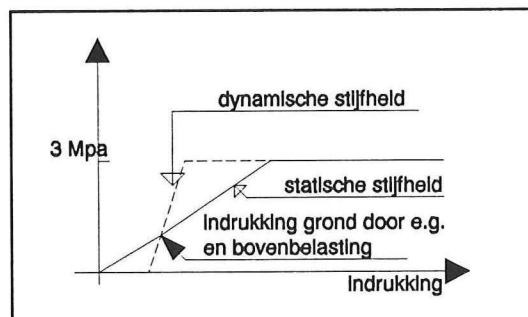 dynamische stijfheid
3 Mpa
statische stijfheid
Indrukking grond door e.g.
en bovenbelasting
Indrukking